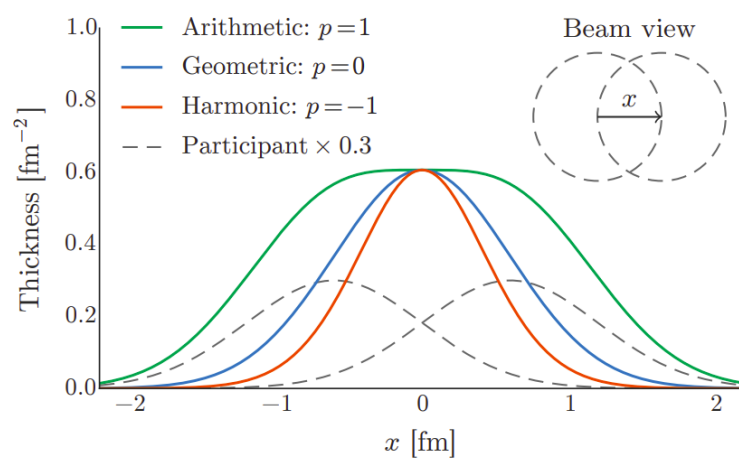 1.0
0.8
0.6
0.4
0.2
0.0
Thickness [fm⁻²]
Arithmetic: p=1
Geometric: p=0
Harmonic: p=−1
Participant × 0.3
Beam view
x
−2 −1 0 1 2
x [fm]